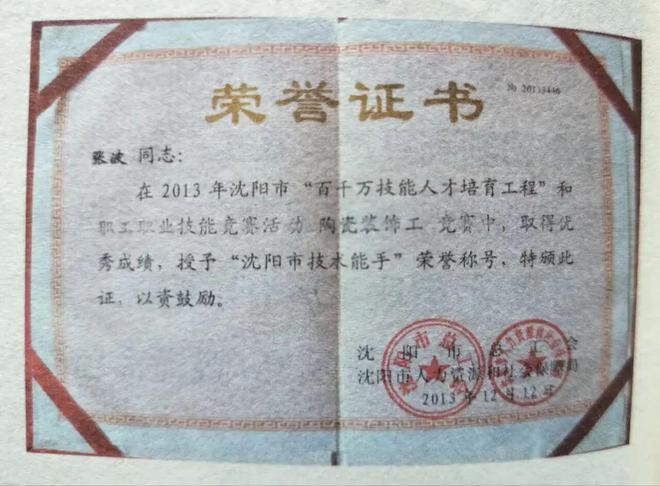 荣誉证书
№ 20133446
张波 同志:
在 2013 年沈阳市“百千万技能人才培育工程”和
职工职业技能竞赛活动 陶瓷装饰工 竞赛中,取得优
秀成绩,授予“沈阳市技术能手”荣誉称号,特颁此
证,以资鼓励。
沈阳市总工会
沈阳市人力资源和社会保障局
2013 年 12 月 12 日